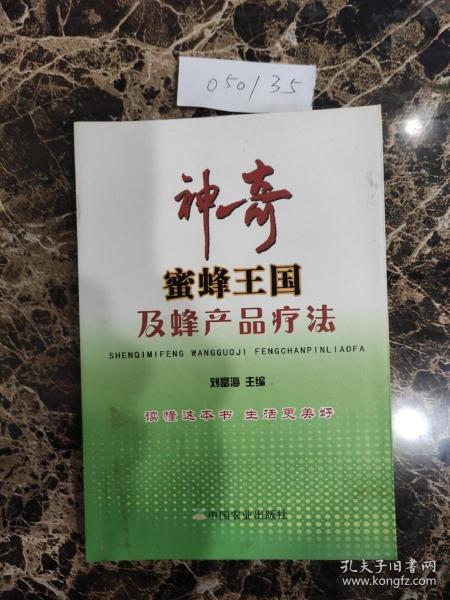 050135
神奇
蜜蜂王国
及蜂产品疗法
SHENQIMIFENG WANGGUOJI FENGCHANPINLIAOFA
刘富海 主编
读懂这本书 生活更美好
中国农业出版社
孔夫子旧书网
www.kongfz.com